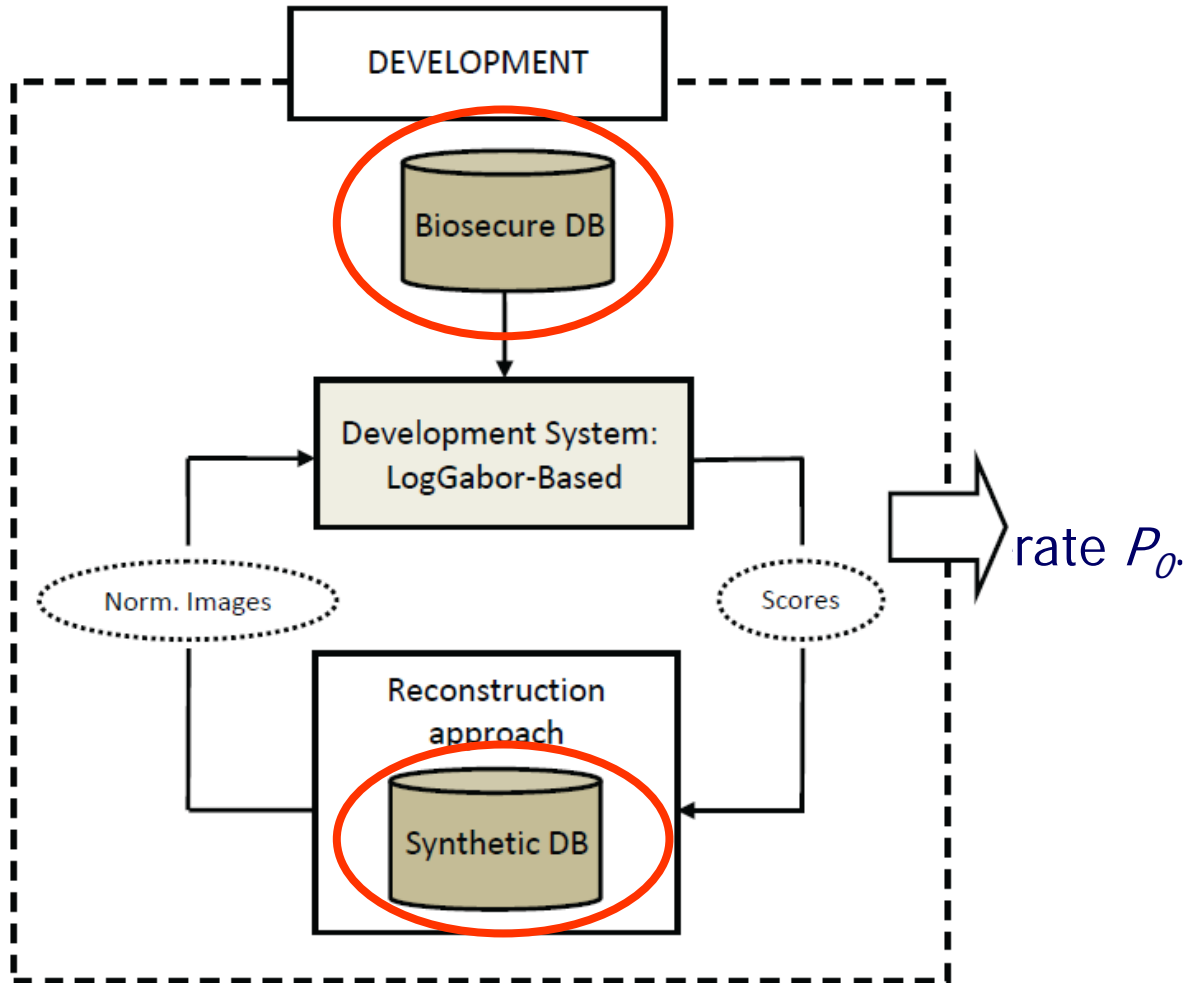 DEVELOPMENT
Biosecure DB
Development System:
LogGabor-Based
rate P₀.
Norm. Images
Scores
Reconstruction
approach
Synthetic DB